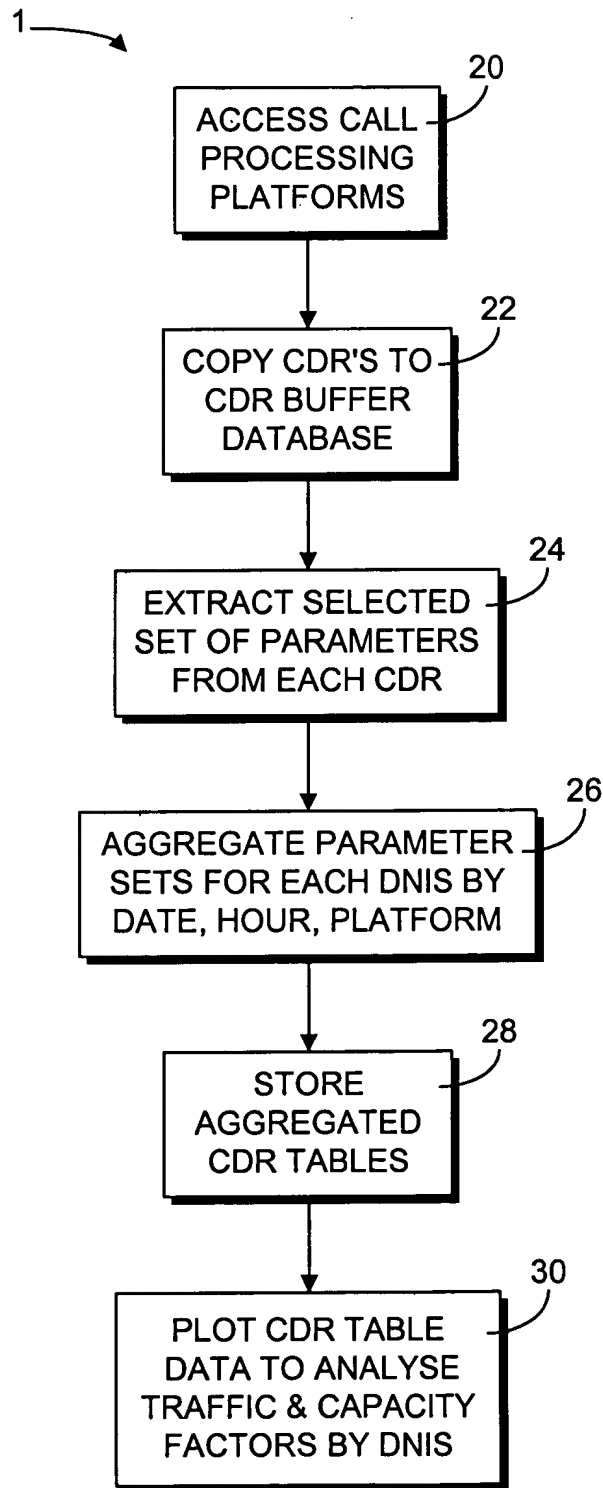 1
20
ACCESS CALL
PROCESSING
PLATFORMS
22
COPY CDR'S TO
CDR BUFFER
DATABASE
24
EXTRACT SELECTED
SET OF PARAMETERS
FROM EACH CDR
26
AGGREGATE PARAMETER
SETS FOR EACH DNIS BY
DATE, HOUR, PLATFORM
28
STORE
AGGREGATED
CDR TABLES
30
PLOT CDR TABLE
DATA TO ANALYSE
TRAFFIC & CAPACITY
FACTORS BY DNIS